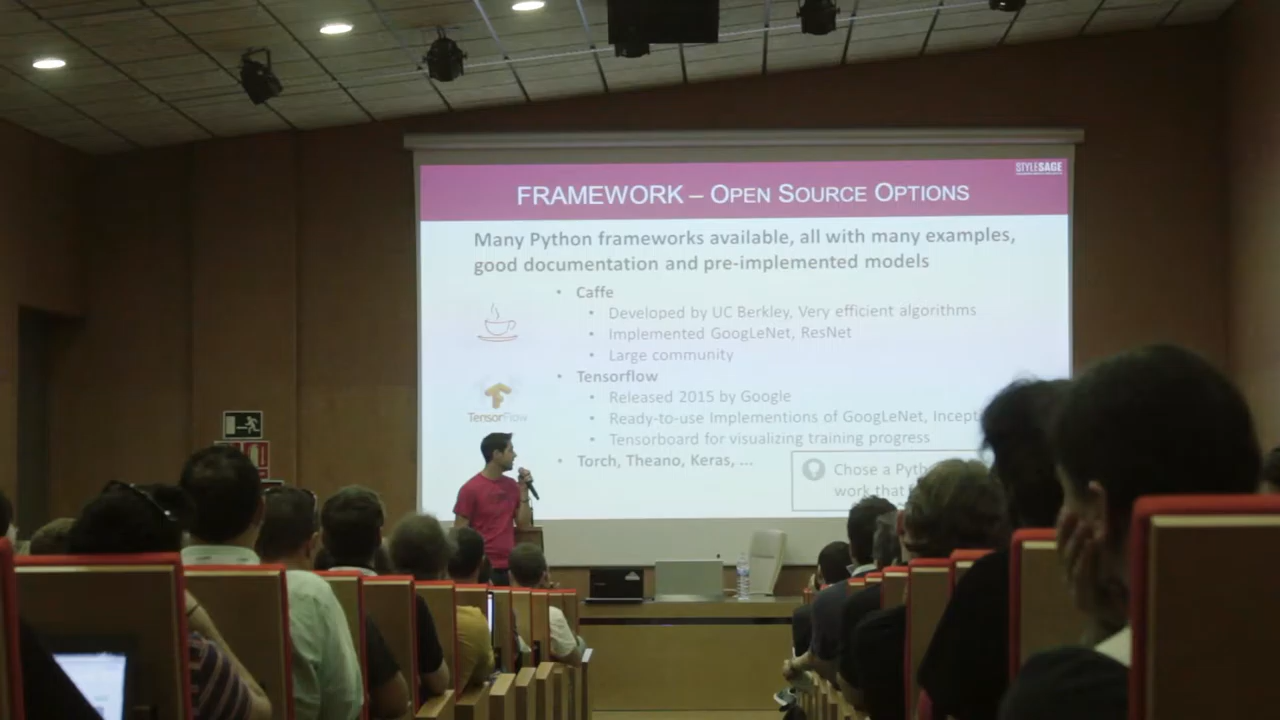 STYLESAGE
FRAMEWORK – OPEN SOURCE OPTIONS
Many Python frameworks available, all with many examples,
good documentation and pre-implemented models
• Caffe
• Developed by UC Berkley, Very efficient algorithms
• Implemented GoogLeNet, ResNet
• Large community
• Tensorflow
• Released 2015 by Google
• Ready-to-use Implementions of GoogLeNet, Incepti
• Tensorboard for visualizing training progress
TensorFlow
• Torch, Theano, Keras, ...
Chose a Pyth
work that